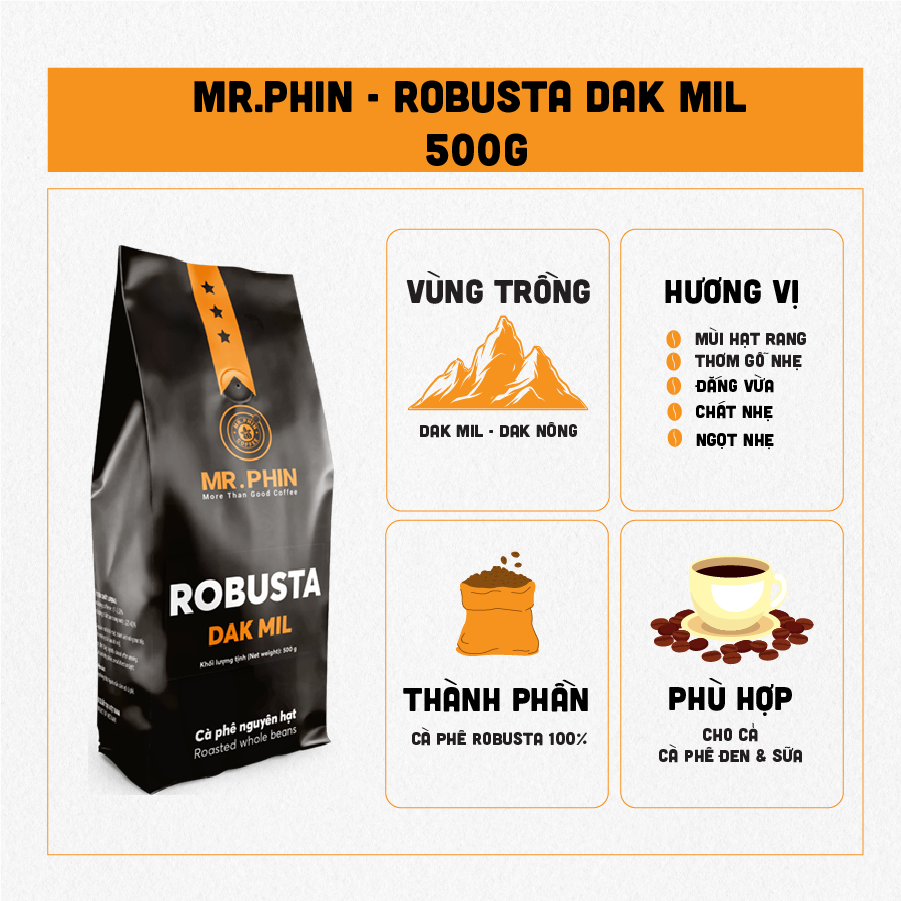 MR.PHIN - ROBUSTA DAK MIL
500G
VÙNG TRỒNG
DAK MIL - DAK NÔNG
HƯƠNG VỊ
MÙI HẠT RANG
THƠM GỖ NHẸ
ĐẮNG VỪA
CHÁT NHẸ
NGỌT NHẸ
THÀNH PHẦN
CÀ PHÊ ROBUSTA 100%
PHÙ HỢP
CHO CẢ
CÀ PHÊ ĐEN & SỮA
MR.PHIN
COFFEE
MR.PHIN
More Than Good Coffee
ROBUSTA
DAK MIL
Khối lượng tịnh (Net weight): 500 g
Cà phê nguyên hạt
Roasted whole beans